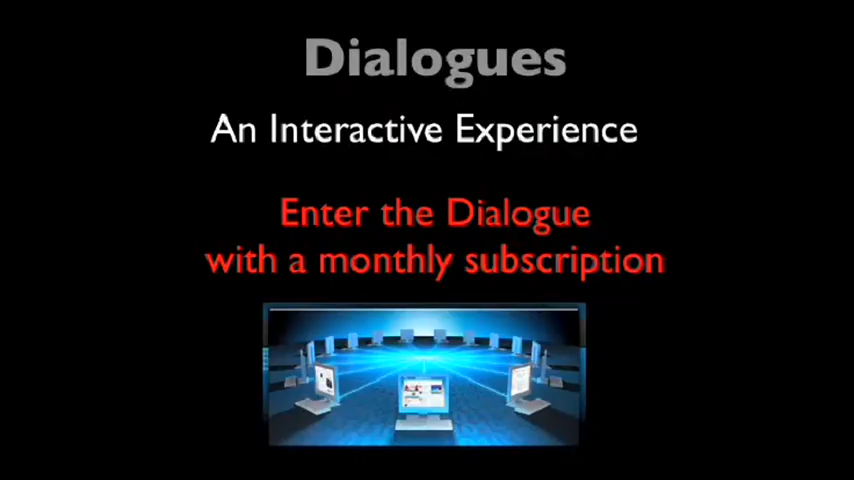 Dialogues
An Interactive Experience
Enter the Dialogue
with a monthly subscription